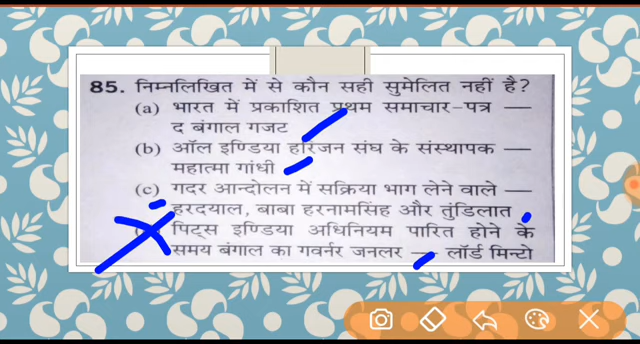 85. निम्नलिखित में से कौन सही सुमेलित नहीं है?
(a) भारत में प्रकाशित प्रथम समाचार-पत्र —
द बंगाल गजट
(b) ऑल इण्डिया हरिजन संघ के संस्थापक —
महात्मा गांधी
(c) गदर आन्दोलन में सक्रिया भाग लेने वाले —
हरदयाल, बाबा हरनामसिंह और तुंडिलात
पिट्स इण्डिया अधिनियम पारित होने के
समय बंगाल का गवर्नर जनलर — लॉर्ड मिन्टो